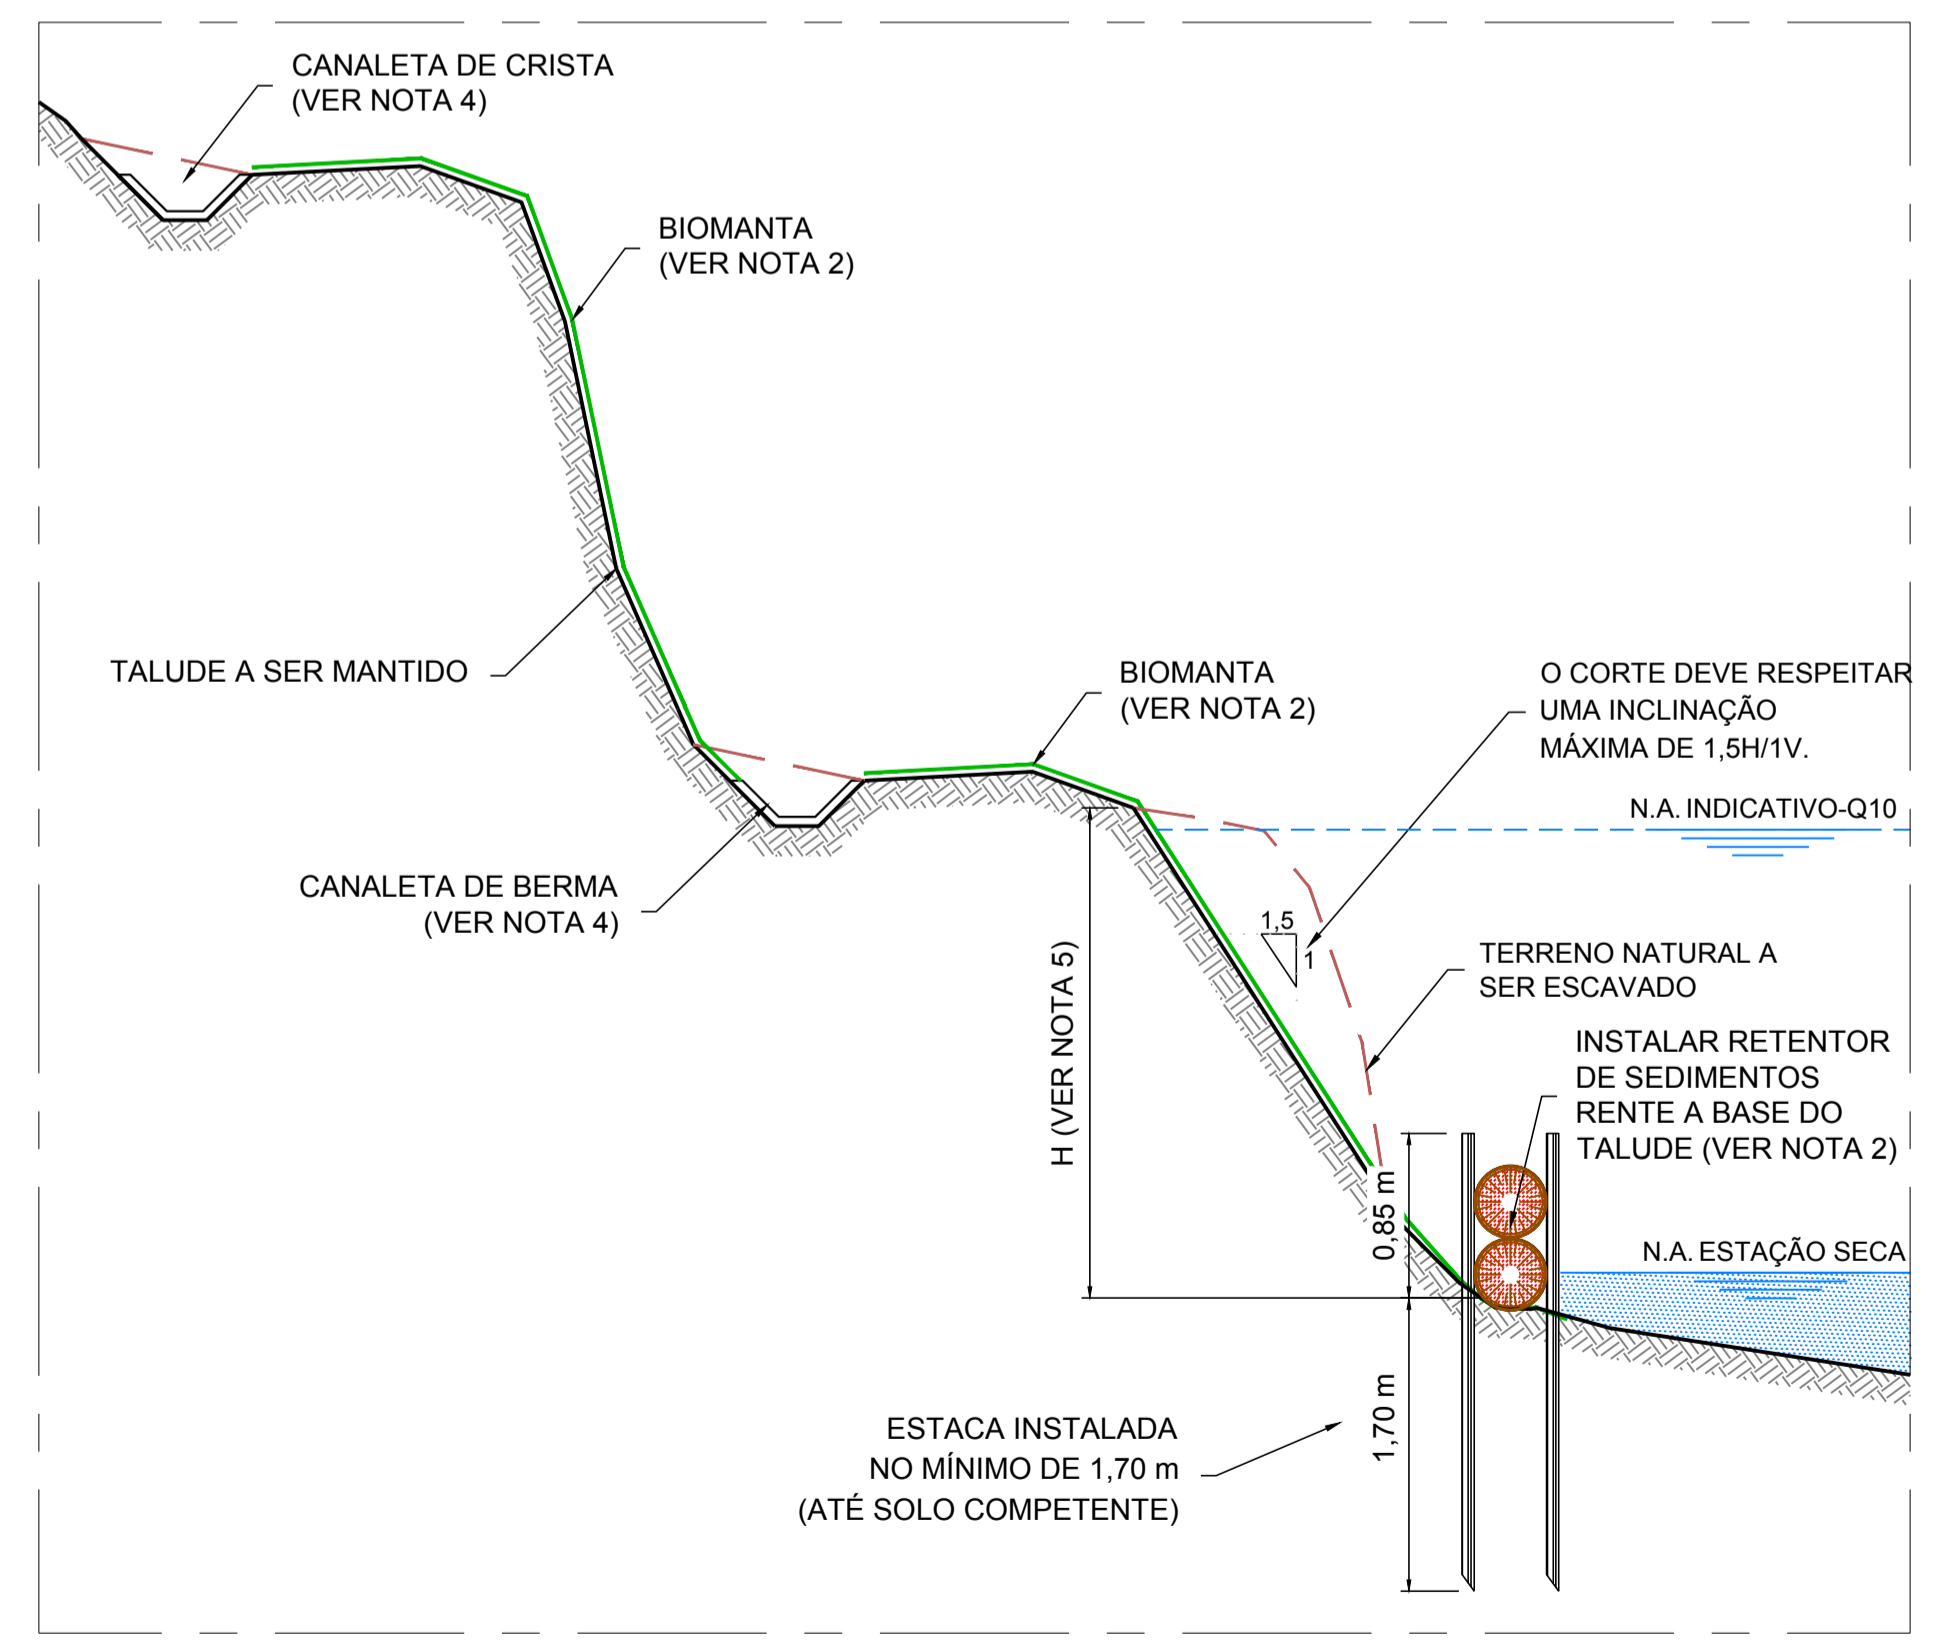 CANALETA DE CRISTA
(VER NOTA 4)
BIOMANTA
(VER NOTA 2)
TALUDE A SER MANTIDO
BIOMANTA
(VER NOTA 2)
O CORTE DEVE RESPEITAR
UMA INCLINAÇÃO
MÁXIMA DE 1,5H/1V.
N.A. INDICATIVO-Q10
CANALETA DE BERMA
(VER NOTA 4)
1,5
1
H (VER NOTA 5)
TERRENO NATURAL A
SER ESCAVADO
INSTALAR RETENTOR
DE SEDIMENTOS
RENTE A BASE DO
TALUDE (VER NOTA 2)
0,85 m
N.A. ESTAÇÃO SECA
1,70 m
ESTACA INSTALADA
NO MÍNIMO DE 1,70 m
(ATÉ SOLO COMPETENTE)